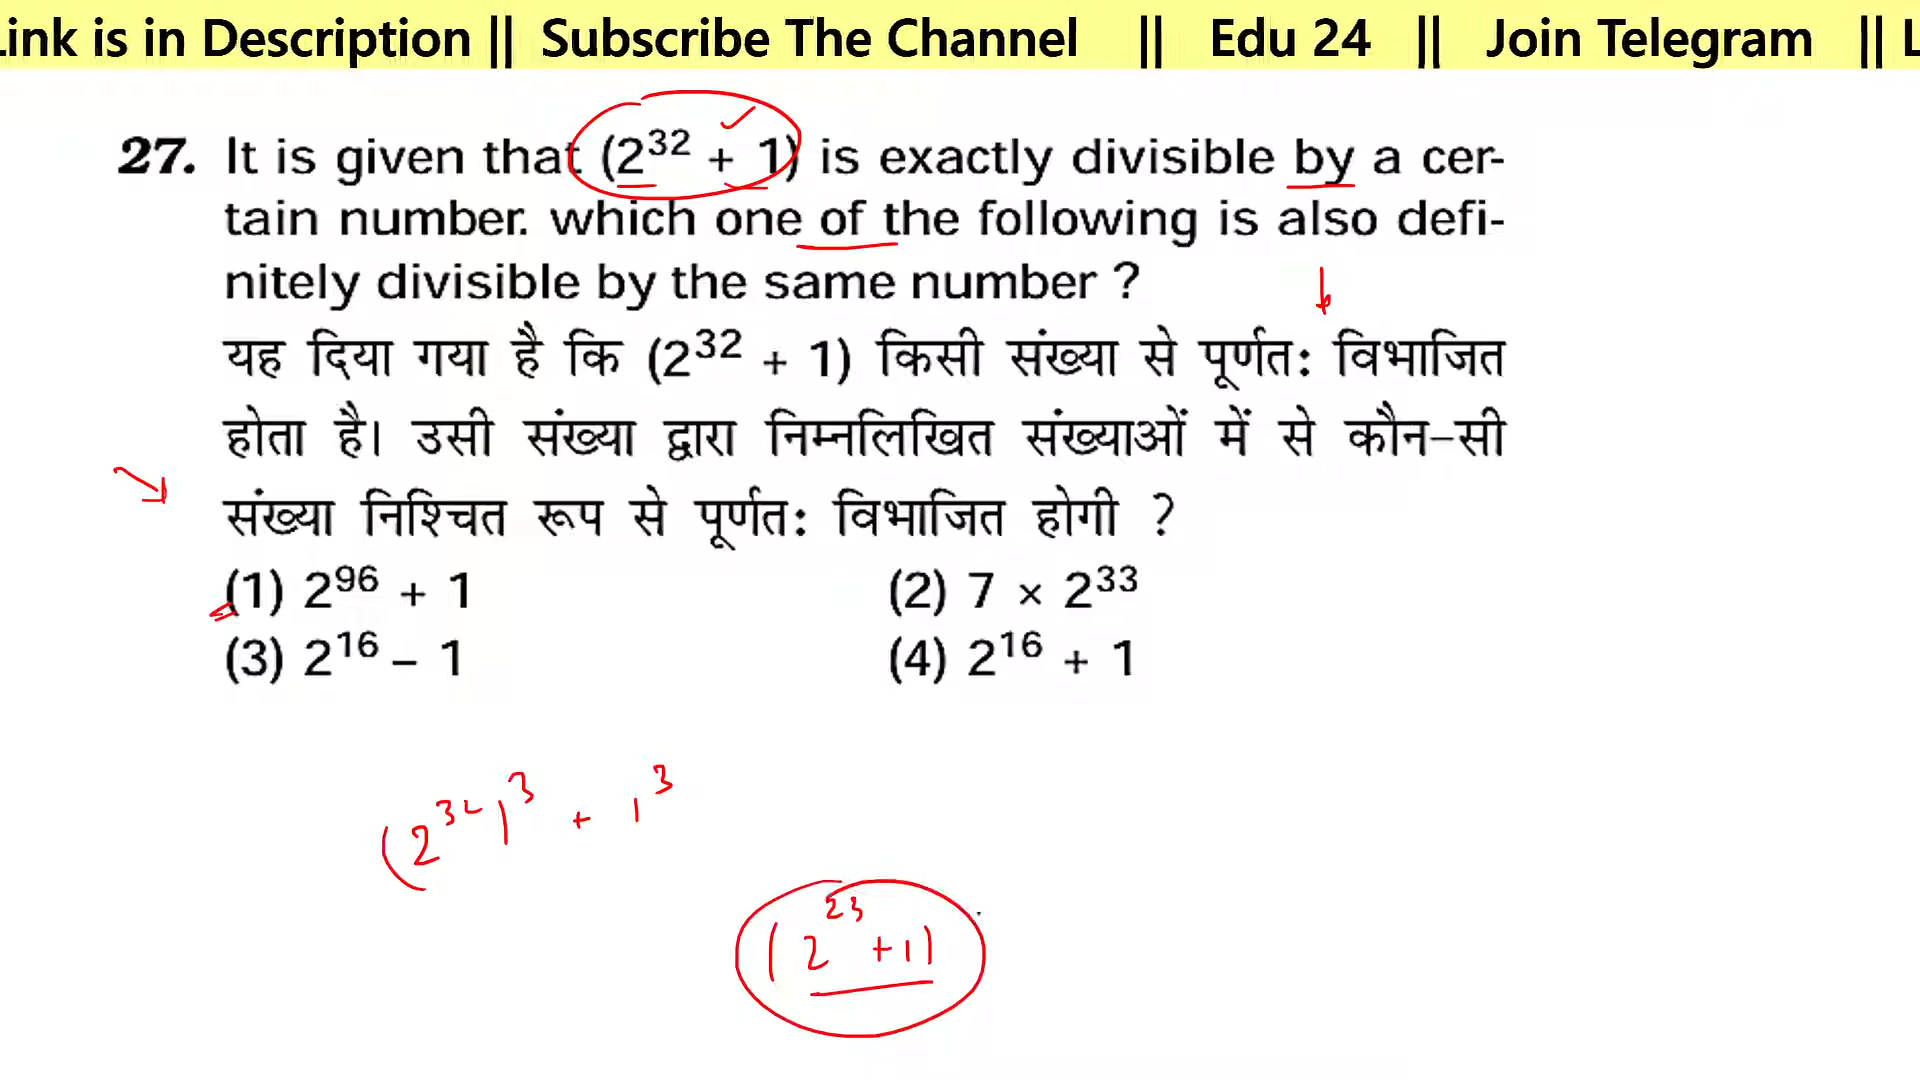 ink is in Description || Subscribe The Channel || Edu 24 || Join Telegram || L
27. It is given that (2³² + 1) is exactly divisible by a cer-
tain number. which one of the following is also defi-
nitely divisible by the same number ?
यह दिया गया है कि (2³² + 1) किसी संख्या से पूर्णत: विभाजित
होता है। उसी संख्या द्वारा निम्नलिखित संख्याओं में से कौन-सी
संख्या निश्चित रूप से पूर्णत: विभाजित होगी ?
(1) 2⁹⁶ + 1 (2) 7 × 2³³
(3) 2¹⁶ – 1 (4) 2¹⁶ + 1
(2³²)³ + 1³
(2²³ + 1)